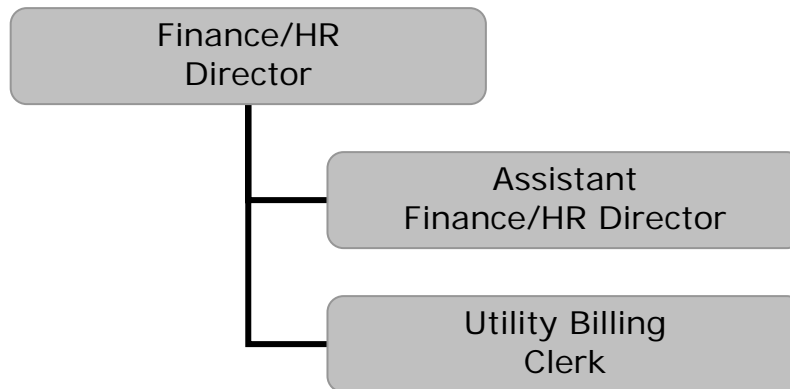 Finance/HR
Director
Assistant
Finance/HR Director
Utility Billing
Clerk